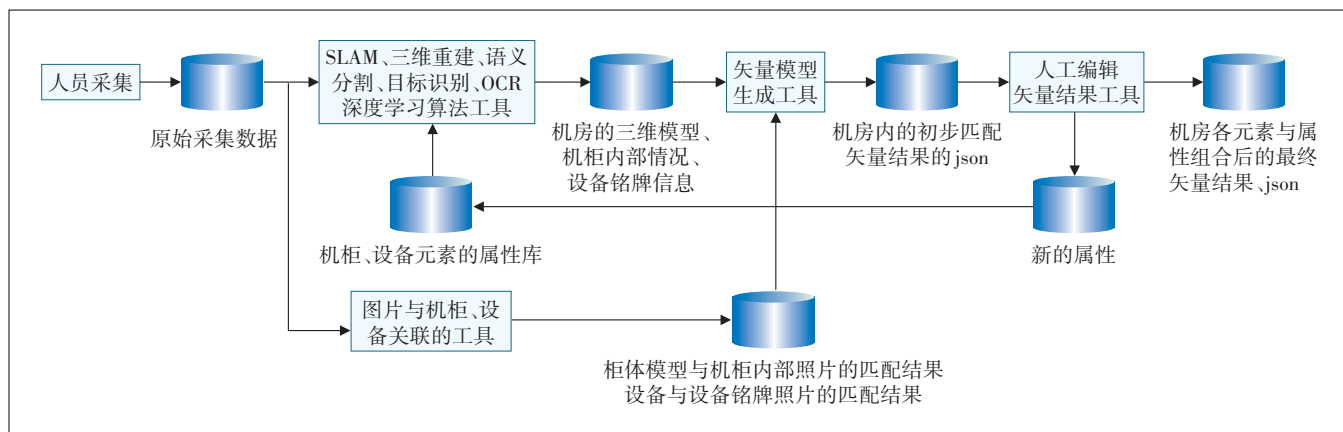 人员采集
原始采集数据
SLAM、三维重建、语义
分割、目标识别、OCR
深度学习算法工具
机房的三维模型、
机柜内部情况、
设备铭牌信息
矢量模型
生成工具
机房内的初步匹配
矢量结果的json
人工编辑
矢量结果工具
机房各元素与属
性组合后的最终
矢量结果、json
机柜、设备元素的属性库
新的属性
图片与机柜、设
备关联的工具
柜体模型与机柜内部照片的匹配结果
设备与设备铭牌照片的匹配结果